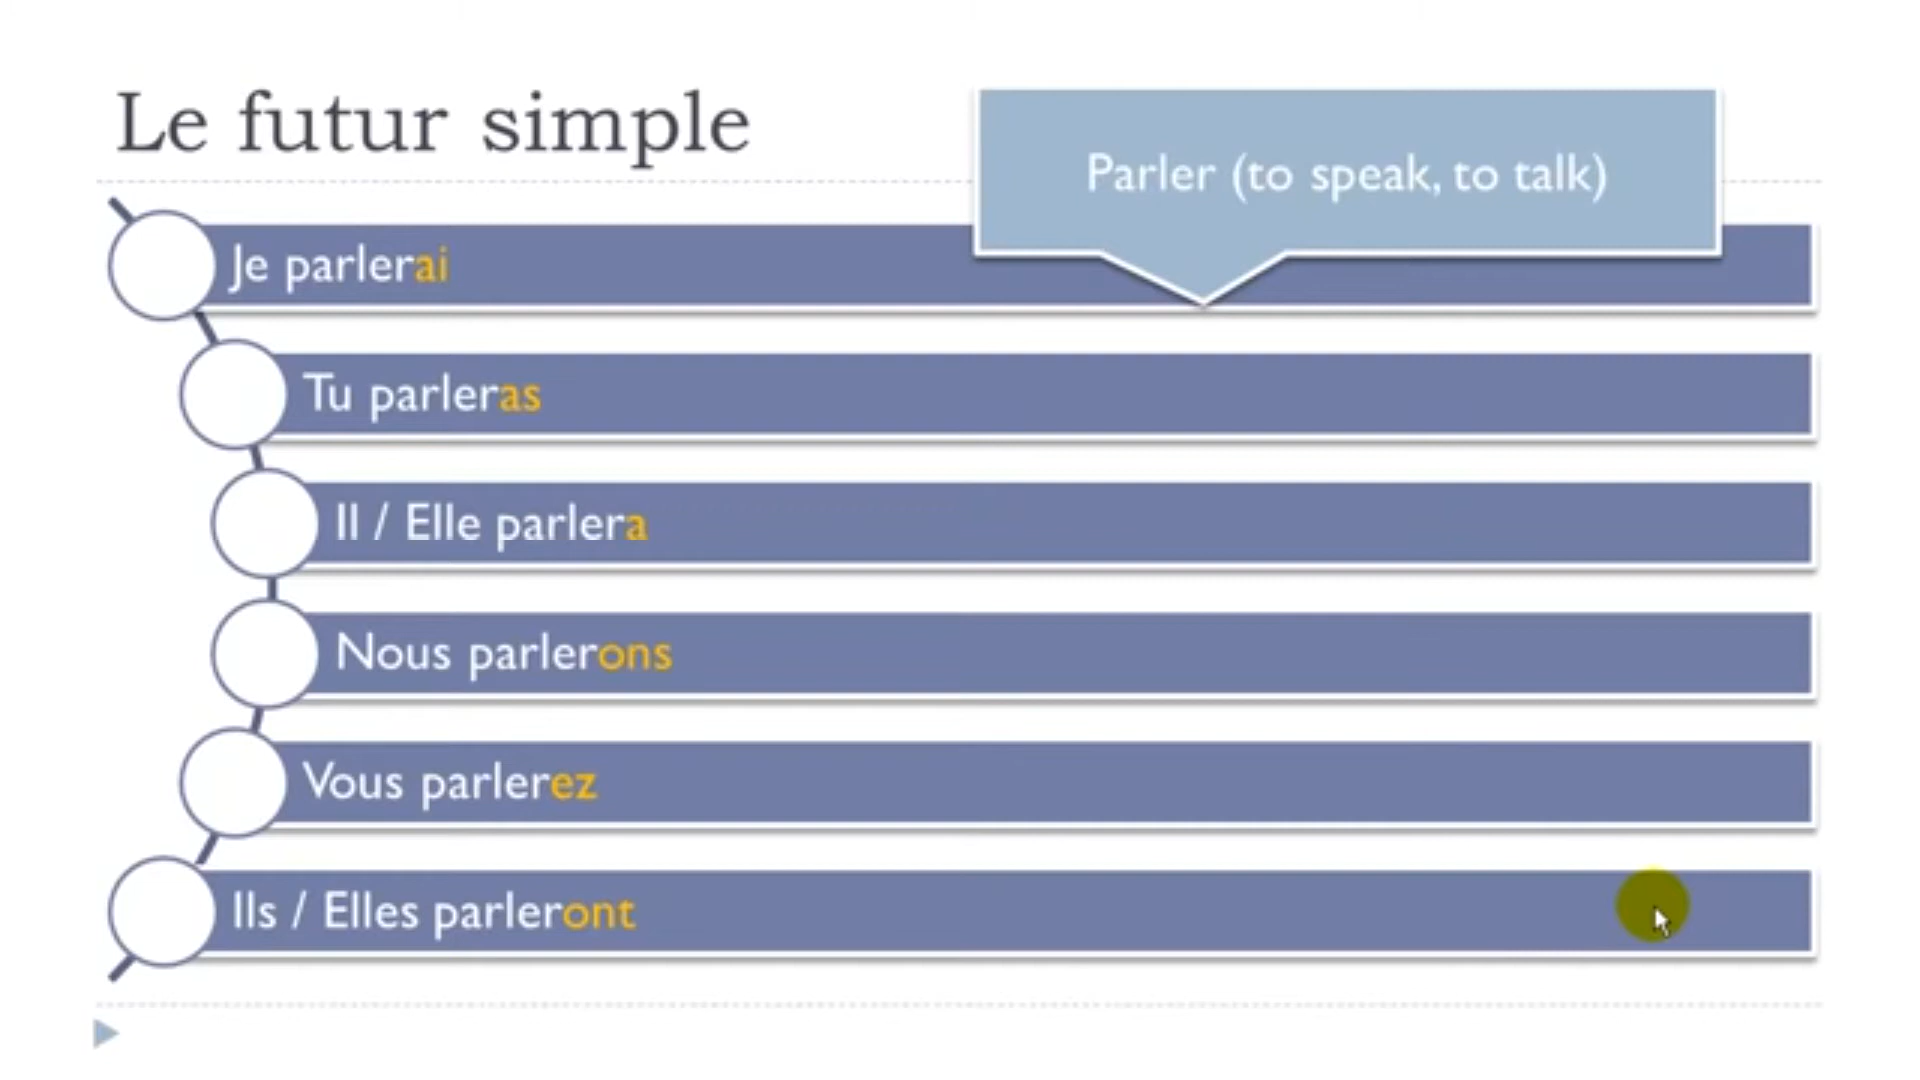 Le futur simple
Parler (to speak, to talk)
Je parlerai
Tu parleras
Il / Elle parlera
Nous parlerons
Vous parlerez
Ils / Elles parleront